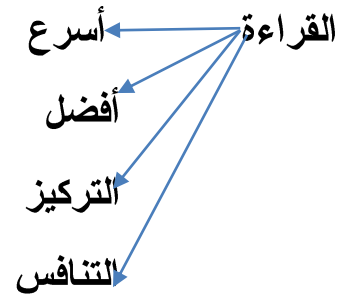 القراءة أسرع
أفضل
التركيز
التنافس